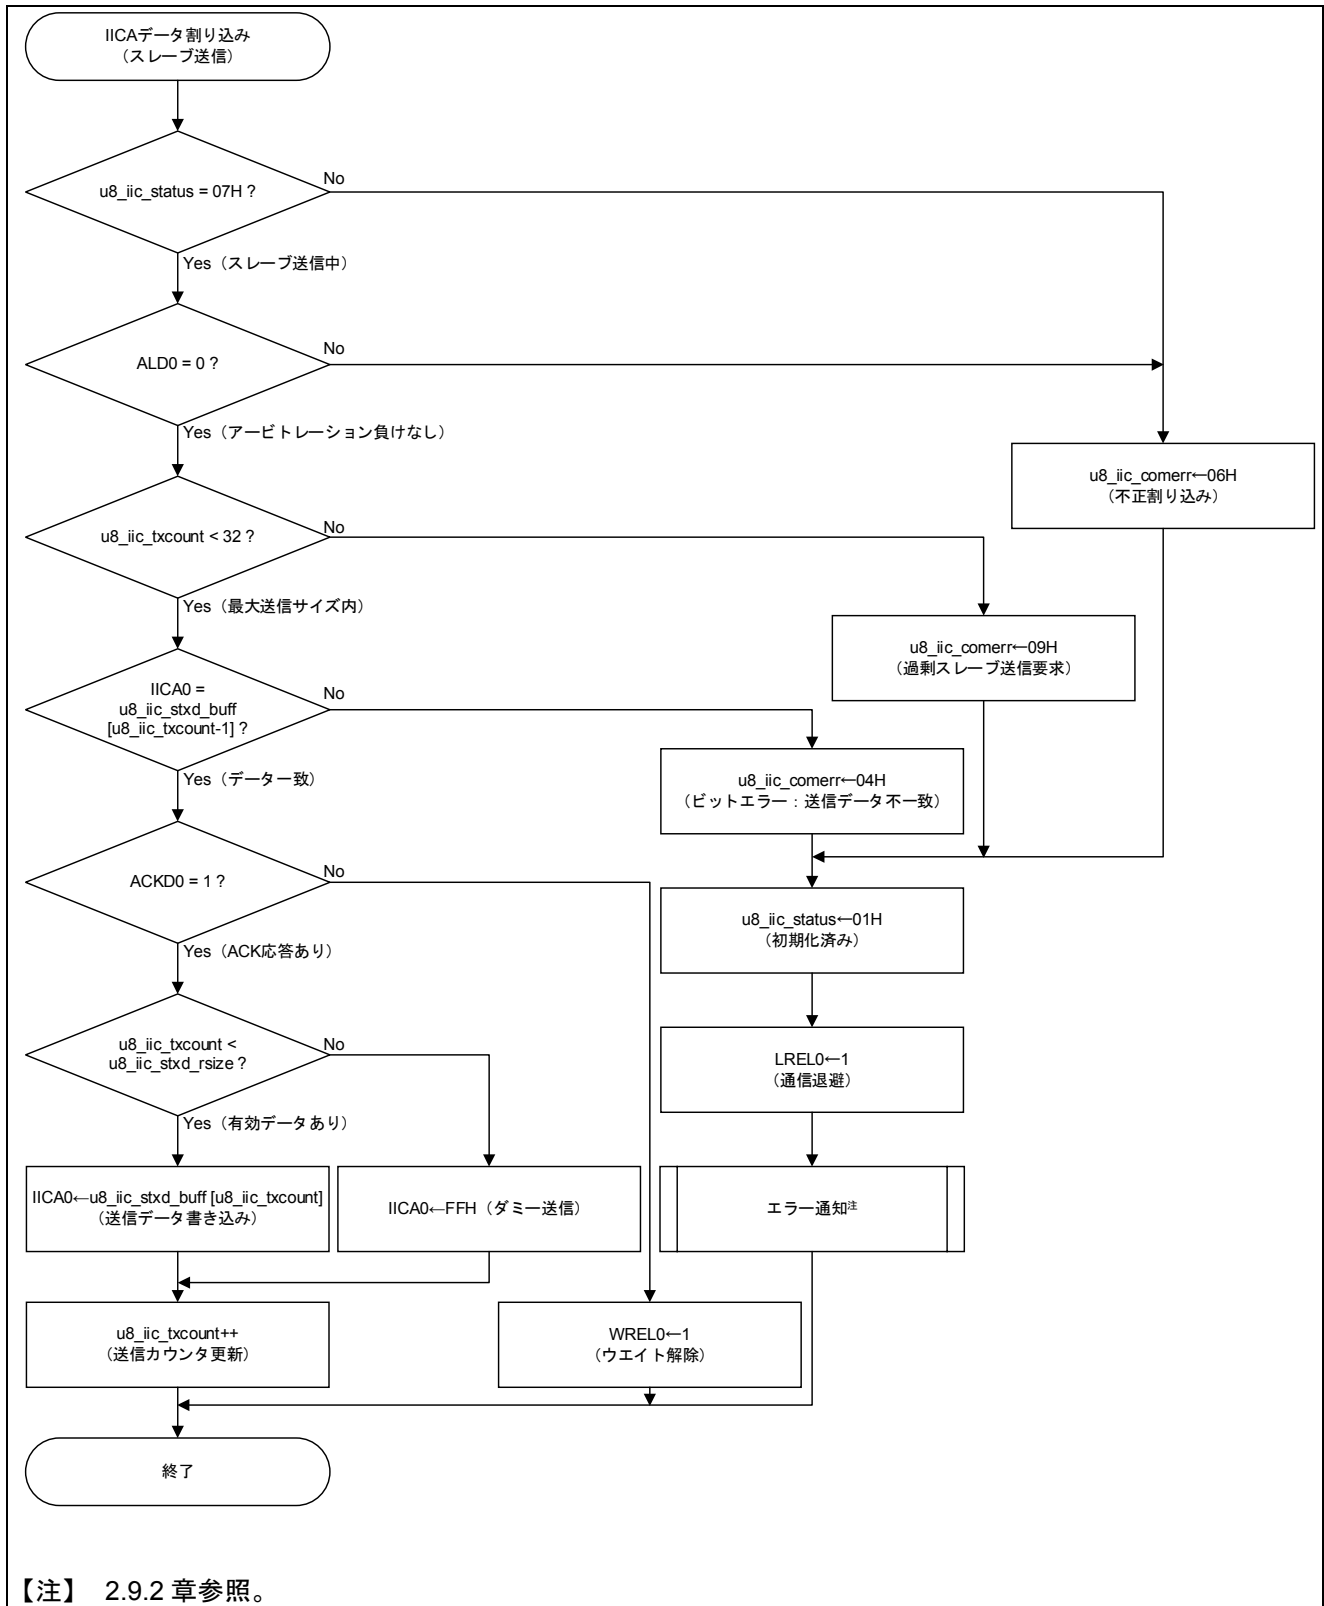 IICAデータ割り込み
（スレーブ送信）
u8_iic_status = 07H ?
No
Yes（スレーブ送信中）
ALD0 = 0 ?
No
Yes（アービトレーション負けなし）
u8_iic_comerr←06H
（不正割り込み）
u8_iic_txcount < 32 ?
No
Yes（最大送信サイズ内）
u8_iic_comerr←09H
（過剰スレーブ送信要求）
IICA0 =
u8_iic_stxd_buff
[u8_iic_txcount-1] ?
No
Yes（データ一致）
u8_iic_comerr←04H
（ビットエラー：送信データ不一致）
ACKD0 = 1 ?
No
Yes（ACK応答あり）
u8_iic_status←01H
（初期化済み）
u8_iic_txcount <
u8_iic_stxd_rsize ?
No
Yes（有効データあり）
LREL0←1
（通信退避）
IICA0←u8_iic_stxd_buff [u8_iic_txcount]
（送信データ書き込み）
IICA0←FFH（ダミー送信）
エラー通知注
u8_iic_txcount++
（送信カウンタ更新）
WREL0←1
（ウエイト解除）
終了
【注】 2.9.2 章参照。